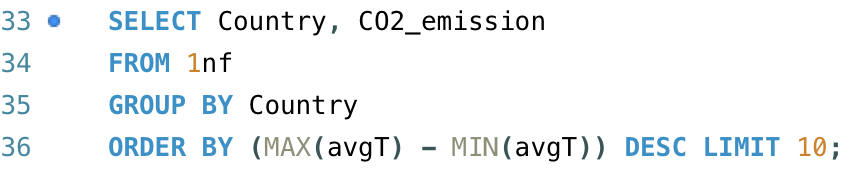 33 SELECT Country, CO2_emission
34 FROM 1nf
35 GROUP BY Country
36 ORDER BY (MAX(avgT) - MIN(avgT)) DESC LIMIT 10;